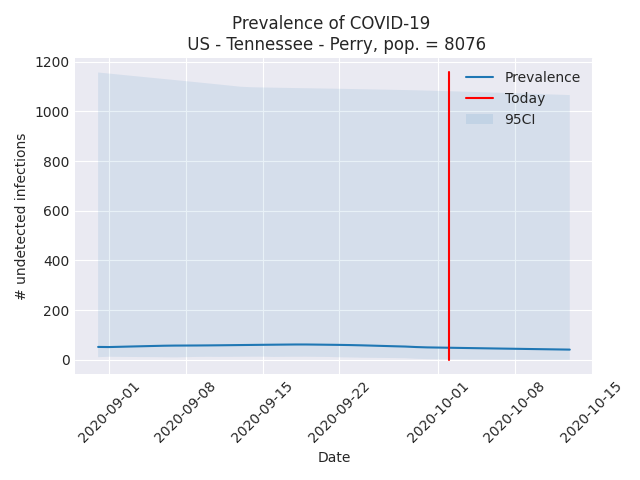 Prevalence of COVID-19
US - Tennessee - Perry, pop. = 8076
1200
1000
800
600
400
200
0
# undetected infections
Prevalence
Today
95CI
2020-09-01
2020-09-08
2020-09-15
2020-09-22
2020-10-01
2020-10-08
2020-10-15
Date